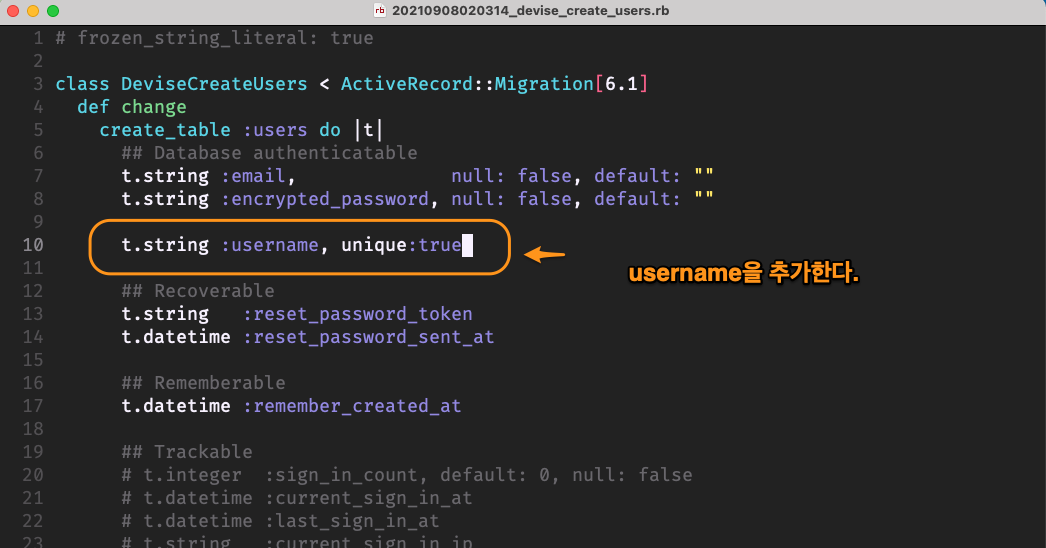 rb 20210908020314_devise_create_users.rb
1 # frozen_string_literal: true
2
3 class DeviseCreateUsers < ActiveRecord::Migration[6.1]
4   def change
5     create_table :users do |t|
6       ## Database authenticatable
7       t.string :email,              null: false, default: ""
8       t.string :encrypted_password, null: false, default: ""
9
10       t.string :username, unique:true
username을 추가한다.
11
12       ## Recoverable
13       t.string   :reset_password_token
14       t.datetime :reset_password_sent_at
15
16       ## Rememberable
17       t.datetime :remember_created_at
18
19       ## Trackable
20       # t.integer  :sign_in_count, default: 0, null: false
21       # t.datetime :current_sign_in_at
22       # t.datetime :last_sign_in_at
23       # t.string   :current_sign_in_ip